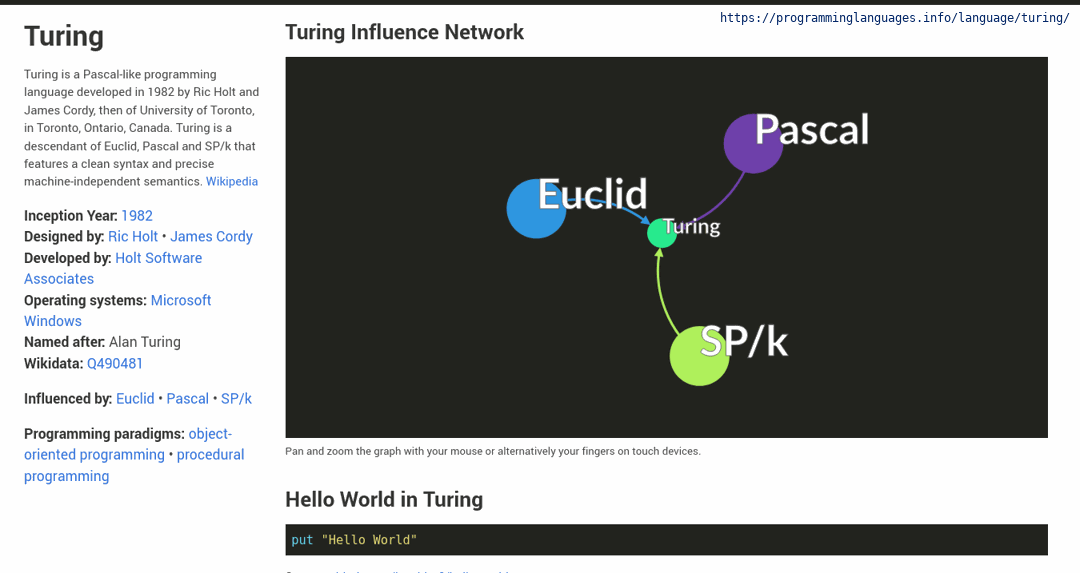 https://programminglanguages.info/language/turing/
Turing
Turing is a Pascal-like programming
language developed in 1982 by Ric Holt and
James Cordy, then of University of Toronto,
in Toronto, Ontario, Canada. Turing is a
descendant of Euclid, Pascal and SP/k that
features a clean syntax and precise
machine-independent semantics. Wikipedia
Inception Year: 1982
Designed by: Ric Holt • James Cordy
Developed by: Holt Software
Associates
Operating systems: Microsoft
Windows
Named after: Alan Turing
Wikidata: Q490481
Influenced by: Euclid • Pascal • SP/k
Programming paradigms: object-
oriented programming • procedural
programming
Turing Influence Network
Pascal
Euclid
Turing
SP/k
Pan and zoom the graph with your mouse or alternatively your fingers on touch devices.
Hello World in Turing
put "Hello World"